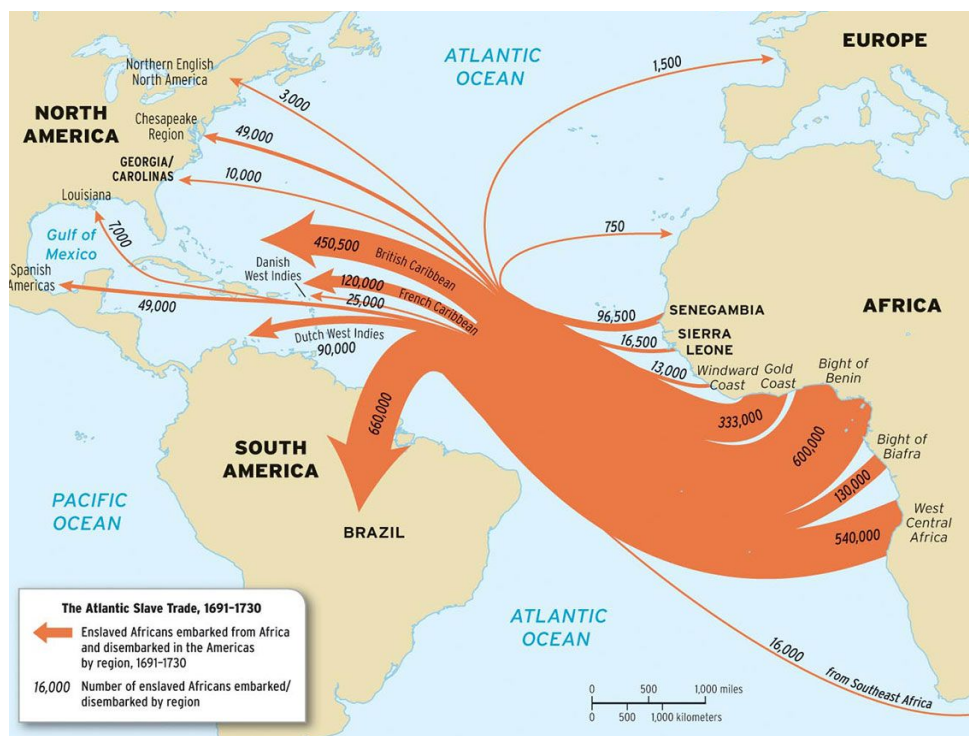 ATLANTIC
OCEAN
EUROPE
1,500
Northern English
North America
3,000
NORTH
AMERICA
Chesapeake
Region
49,000
GEORGIA/
CAROLINAS
10,000
Louisiana
7,000
Gulf of
Mexico
750
450,500
British Caribbean
Danish
West Indies
120,000
French Caribbean
25,000
Spanish
Americas
49,000
Dutch West Indies
90,000
AFRICA
96,500
SENEGAMBIA
16,500
SIERRA
LEONE
13,000
Windward
Coast
Gold
Coast
Bight of
Benin
333,000
600,000
Bight of
Biafra
130,000
West
Central
Africa
540,000
660,000
SOUTH
AMERICA
PACIFIC
OCEAN
BRAZIL
ATLANTIC
OCEAN
16,000
from Southeast Africa
The Atlantic Slave Trade, 1691–1730
Enslaved Africans embarked from Africa
and disembarked in the Americas
by region, 1691–1730
16,000 Number of enslaved Africans embarked/
disembarked by region
0 500 1,000 miles
0 500 1,000 kilometers